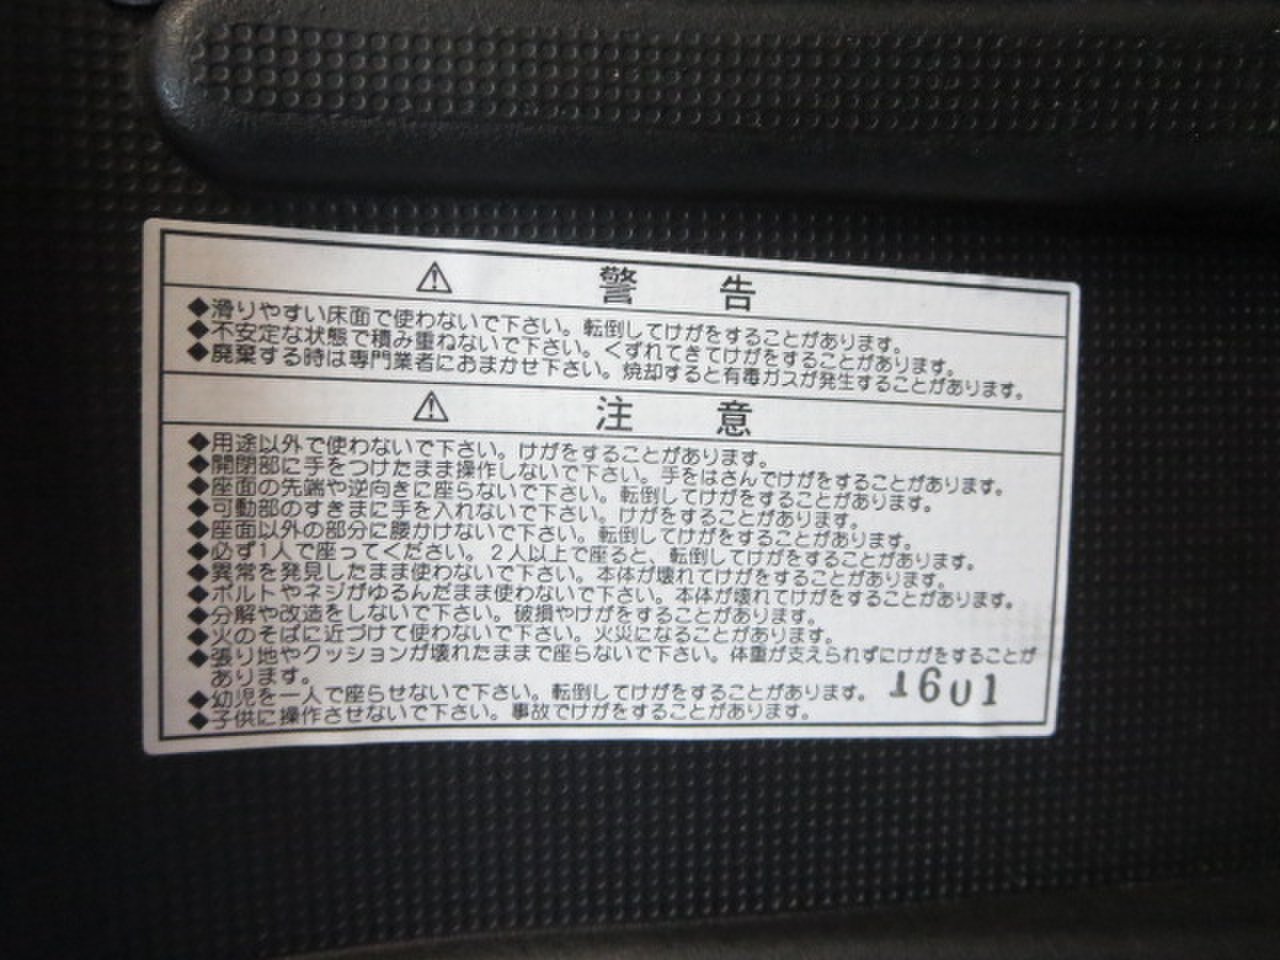 ⚠ 警告
◆滑りやすい床面で使わないで下さい。転倒してけがをすることがあります。
◆不安定な状態で積み重ねないで下さい。くずれてきてけがをすることがあります。
◆廃棄する時は専門業者におまかせ下さい。焼却すると有毒ガスが発生することがあります。
⚠ 注意
◆用途以外で使わないで下さい。けがをすることがあります。
◆開閉部に手をつけたまま操作しないで下さい。手をはさんでけがをすることがあります。
◆座面の先端や逆向きに座らないで下さい。転倒してけがをすることがあります。
◆可動部のすきまに手を入れないで下さい。けがをすることがあります。
◆座面以外の部分に腰かけないで下さい。転倒してけがをすることがあります。
◆必ず1人で座ってください。2人以上で座ると、転倒してけがをすることがあります。
◆異常を発見したまま使わないで下さい。本体が壊れてけがをすることがあります。
◆ボルトやネジがゆるんだまま使わないで下さい。本体が壊れてけがをすることがあります。
◆分解や改造をしないで下さい。破損やけがをすることがあります。
◆火のそばに近づけて使わないで下さい。火災になることがあります。
◆張り地やクッションが壊れたままで座らないで下さい。体重が支えられずにけがをすることが
あります。
◆幼児を一人で座らせないで下さい。転倒してけがをすることがあります。
◆子供に操作させないで下さい。事故でけがをすることがあります。
1601